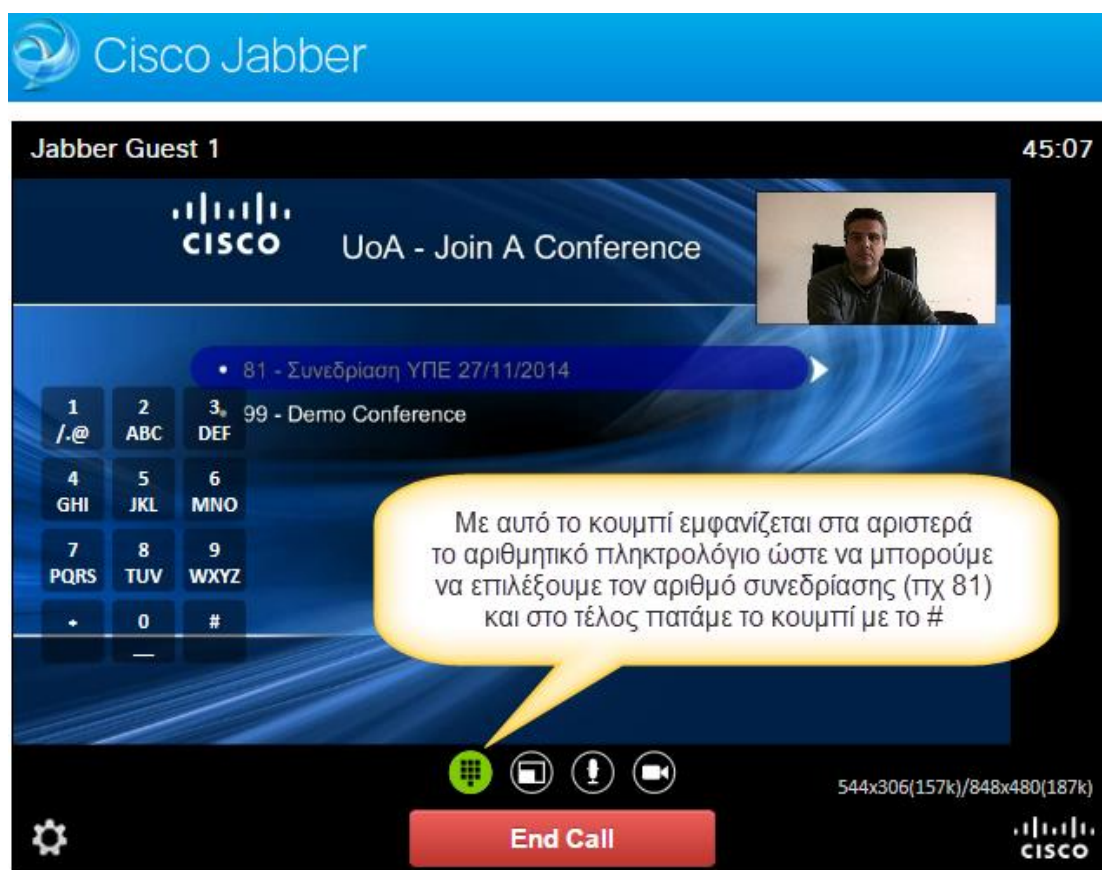 Cisco Jabber
Jabber Guest 1
45:07
CISCO
UoA - Join A Conference
• 81 - Συνεδρίαση ΥΠΕ 27/11/2014
• 99 - Demo Conference
1 2 3
/.@ ABC DEF
4 5 6
GHI JKL MNO
7 8 9
PQRS TUV WXYZ
* 0 #
_
Με αυτό το κουμπί εμφανίζεται στα αριστερά
το αριθμητικό πληκτρολόγιο ώστε να μπορούμε
να επιλέξουμε τον αριθμό συνεδρίασης (πχ 81)
και στο τέλος πατάμε το κουμπί με το #
544x306(157k)/848x480(187k)
End Call
CISCO